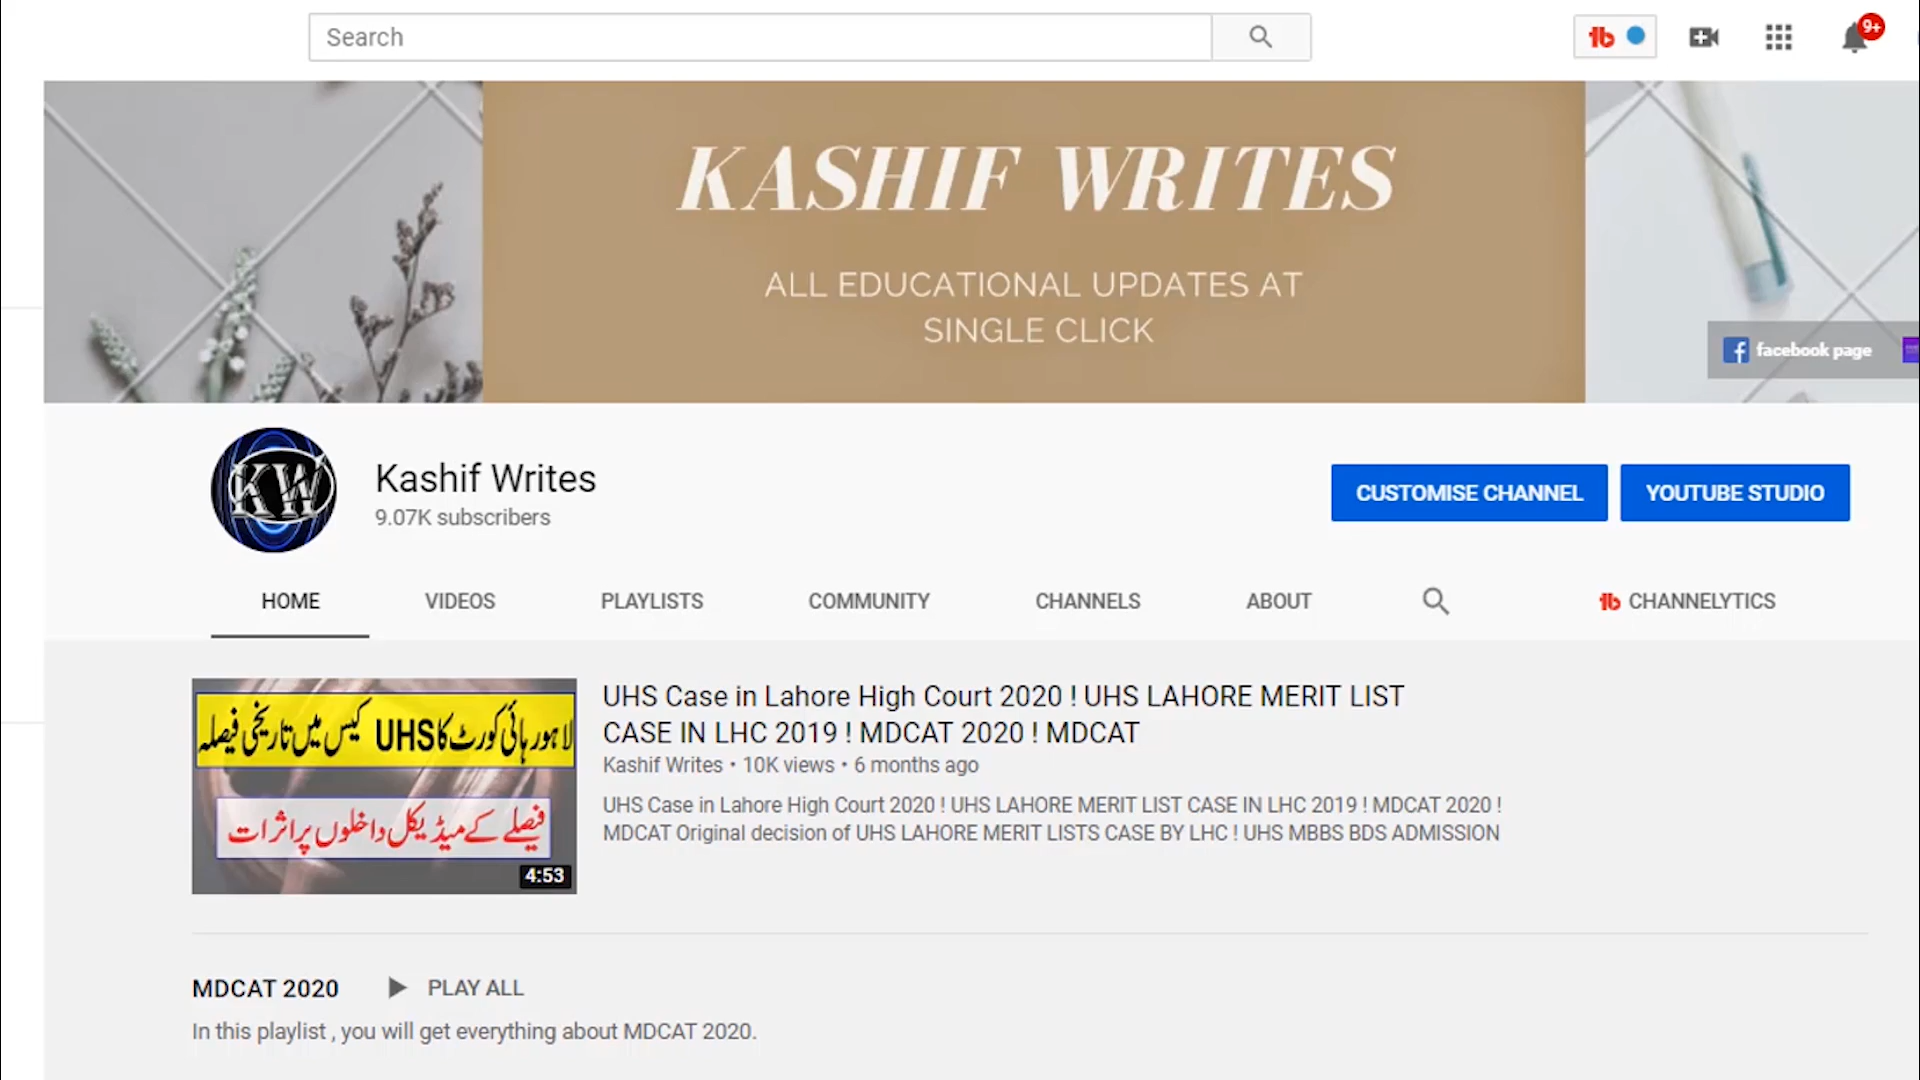 Search
9+
KASHIF WRITES
ALL EDUCATIONAL UPDATES AT
SINGLE CLICK
facebook page
KW
Kashif Writes
9.07K subscribers
CUSTOMISE CHANNEL
YOUTUBE STUDIO
HOME
VIDEOS
PLAYLISTS
COMMUNITY
CHANNELS
ABOUT
CHANNELYTICS
لاہور ہائی کورٹ کا UHS کیس میں تاریخی فیصلہ
فیصلے کے میڈیکل داخلوں پر اثرات
4:53
UHS Case in Lahore High Court 2020 ! UHS LAHORE MERIT LIST
CASE IN LHC 2019 ! MDCAT 2020 ! MDCAT
Kashif Writes • 10K views • 6 months ago
UHS Case in Lahore High Court 2020 ! UHS LAHORE MERIT LIST CASE IN LHC 2019 ! MDCAT 2020 !
MDCAT Original decision of UHS LAHORE MERIT LISTS CASE BY LHC ! UHS MBBS BDS ADMISSION
MDCAT 2020
PLAY ALL
In this playlist , you will get everything about MDCAT 2020.